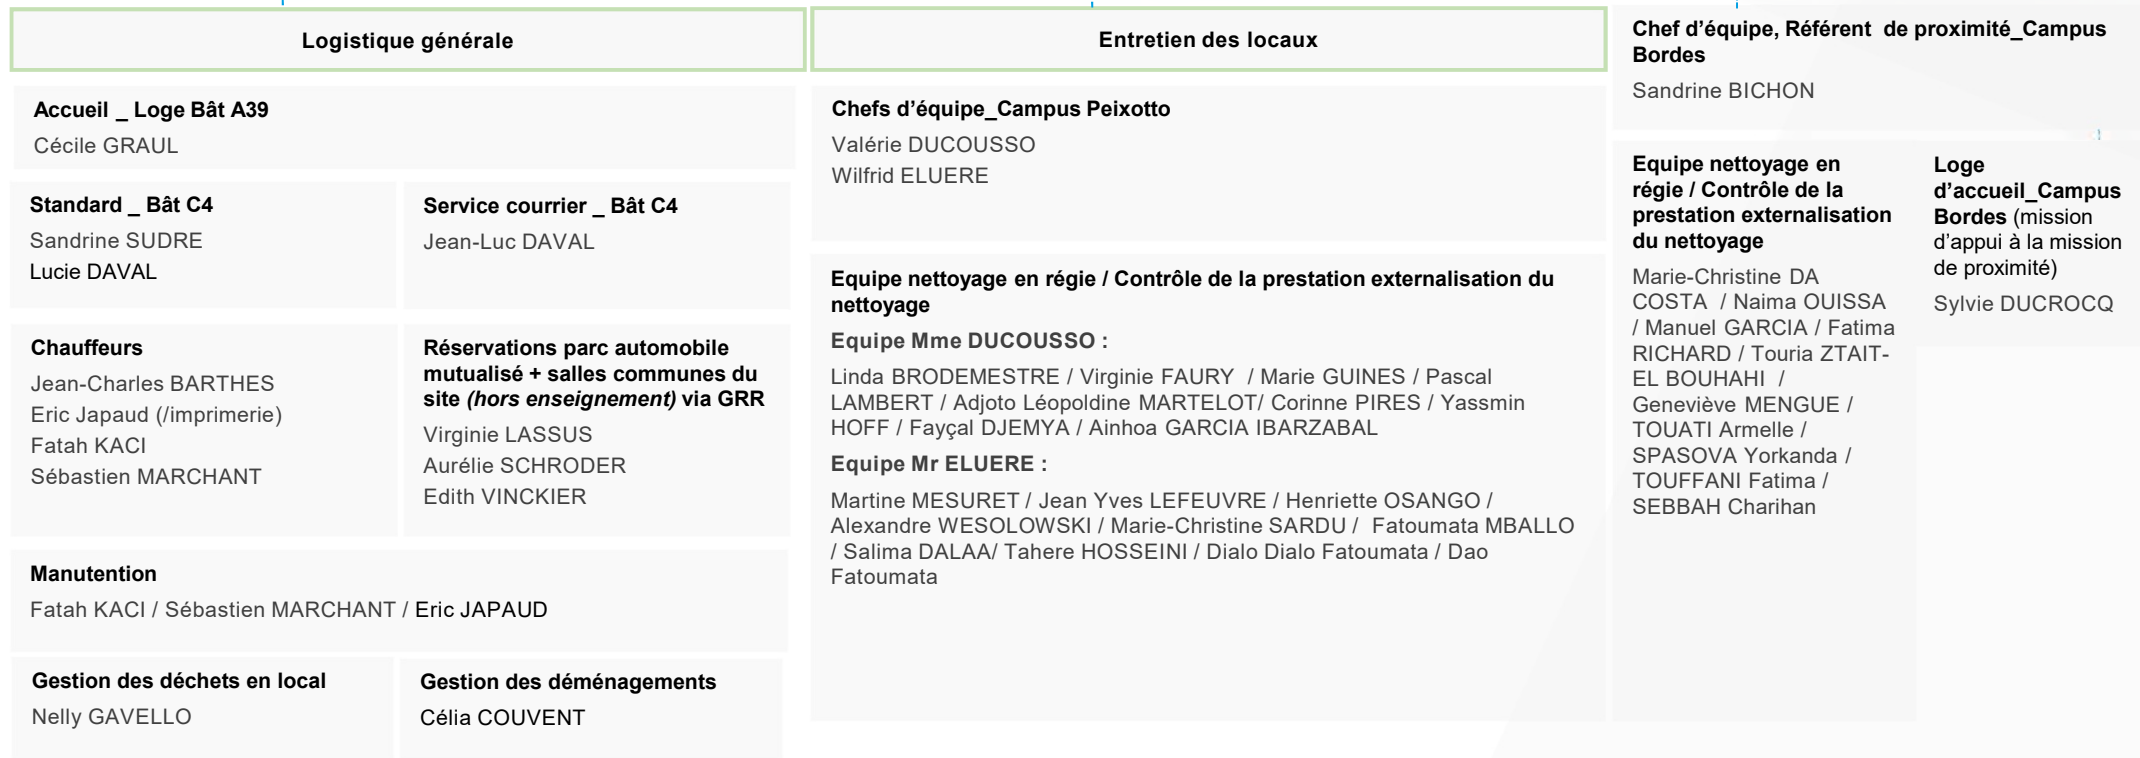 Logistique générale
Accueil _ Loge Bât A39
Cécile GRAUL
Standard _ Bât C4
Sandrine SUDRE
Lucie DAVAL
Service courrier _ Bât C4
Jean-Luc DAVAL
Chauffeurs
Jean-Charles BARTHES
Eric Japaud (/imprimerie)
Fatah KACI
Sébastien MARCHANT
Réservations parc automobile
mutualisé + salles communes du
site (hors enseignement) via GRR
Virginie LASSUS
Aurélie SCHRODER
Edith VINCKIER
Manutention
Fatah KACI / Sébastien MARCHANT / Eric JAPAUD
Gestion des déchets en local
Nelly GAVELLO
Gestion des déménagements
Célia COUVENT
Entretien des locaux
Chefs d’équipe_Campus Peixotto
Valérie DUCOUSSO
Wilfrid ELUERE
Equipe nettoyage en régie / Contrôle de la prestation externalisation du
nettoyage
Equipe Mme DUCOUSSO :
Linda BRODEMESTRE / Virginie FAURY  / Marie GUINES / Pascal
LAMBERT / Adjoto Léopoldine MARTELOT/ Corinne PIRES / Yassmin
HOFF / Fayçal DJEMYA / Ainhoa GARCIA IBARZABAL
Equipe Mr ELUERE :
Martine MESURET / Jean Yves LEFEUVRE / Henriette OSANGO /
Alexandre WESOLOWSKI / Marie-Christine SARDU /  Fatoumata MBALLO
/ Salima DALAA/ Tahere HOSSEINI / Dialo Dialo Fatoumata / Dao
Fatoumata
Chef d’équipe, Référent  de proximité_Campus
Bordes
Sandrine BICHON
Equipe nettoyage en
régie / Contrôle de la
prestation externalisation
du nettoyage
Marie-Christine DA
COSTA  / Naima OUISSA
/ Manuel GARCIA / Fatima
RICHARD / Touria ZTAIT-
EL BOUHAHI  /
Geneviève MENGUE /
TOUATI Armelle /
SPASOVA Yorkanda /
TOUFFANI Fatima /
SEBBAH Charihan
Loge
d’accueil_Campus
Bordes (mission
d’appui à la mission
de proximité)
Sylvie DUCROCQ